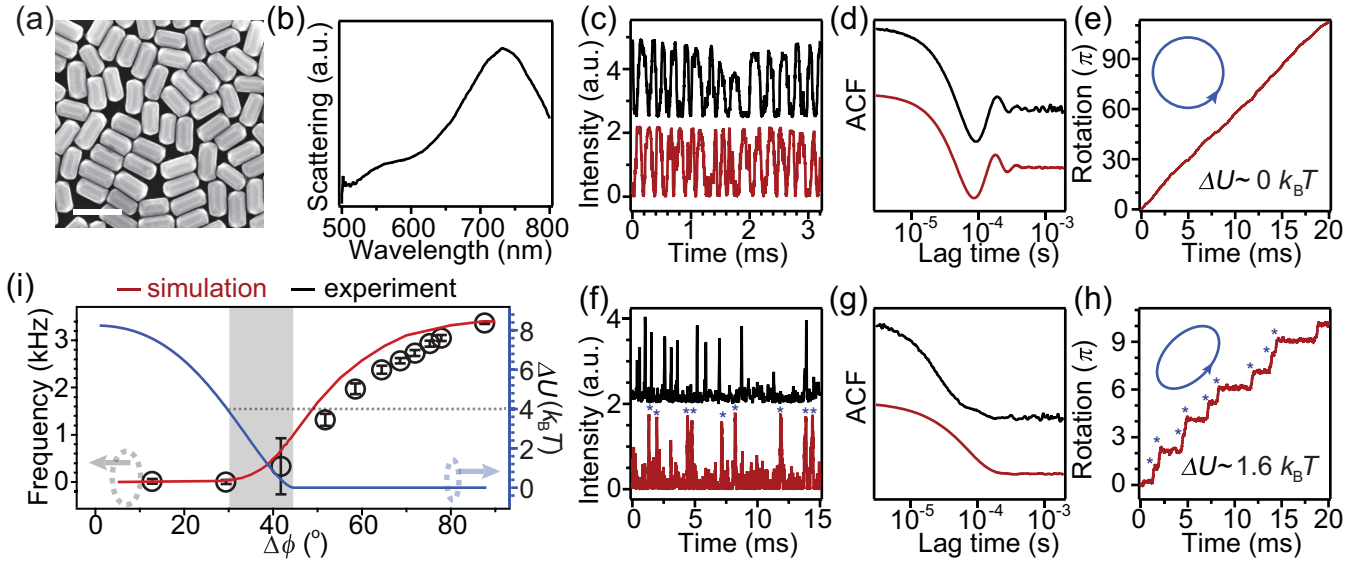 (a)
(b)
Scattering (a.u.)
500 600 700 800
Wavelength (nm)
(c)
Intensity (a.u.)
4
2
0
0 1 2 3
Time (ms)
(d)
ACF
10⁻⁵ 10⁻⁴ 10⁻³
Lag time (s)
(e)
Rotation (π)
90
60
30
0
ΔU~ 0 k_BT
0 5 10 15 20
Time (ms)
(i)
simulation experiment
Frequency (kHz)
3
2
1
0
8
6
4
2
0
ΔU (k_BT)
0 20 40 60 80
Δϕ (°)
(f)
Intensity (a.u.)
4
2
0
* * * * * * * * *
0 5 10 15
Time (ms)
(g)
ACF
10⁻⁵ 10⁻⁴ 10⁻³
Lag time (s)
(h)
Rotation (π)
9
6
3
0
* * * * * * * * *
ΔU~ 1.6 k_BT
0 5 10 15 20
Time (ms)